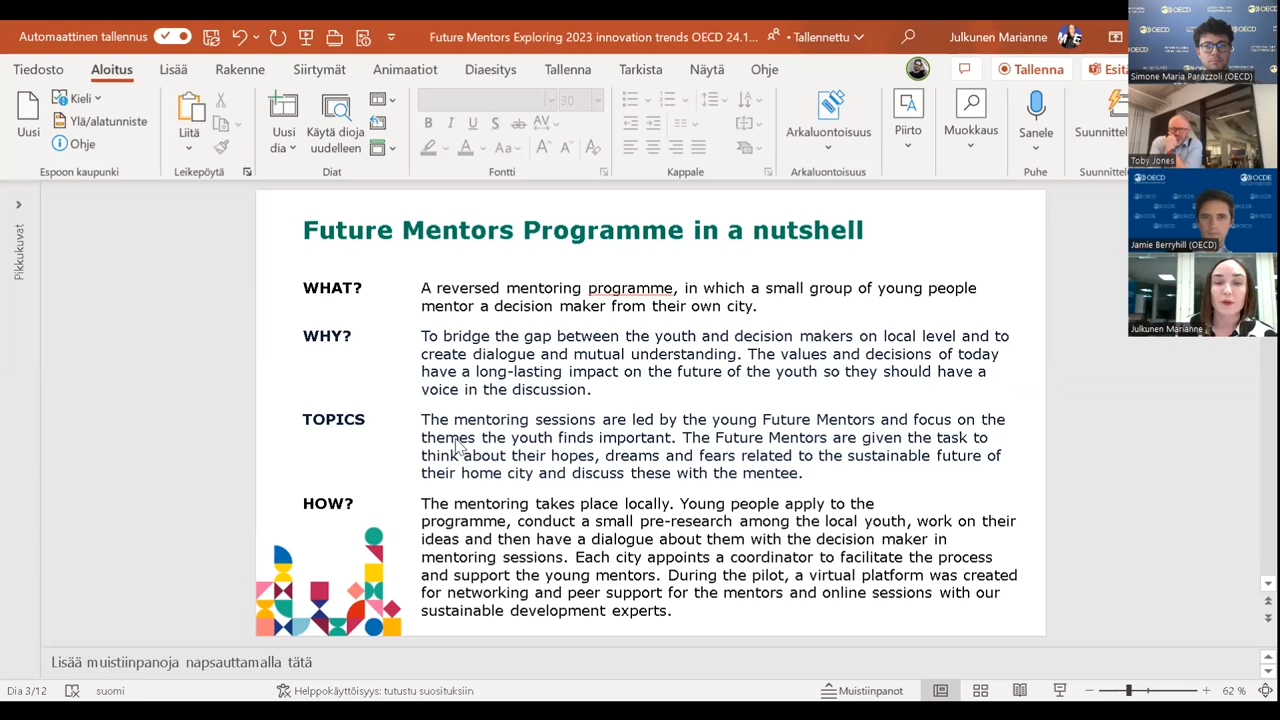 Automaattinen tallennus
Future Mentors Exploring 2023 innovation trends OECD 24.1...
• Tallennettu
Julkunen Marianne
Tiedosto Aloitus Lisää Rakenne Siirtymät Animaatiot Diaesitys Tallenna Tarkista Näytä Ohje
Tallenna
Esitä
Uusi
Kieli
Ylä/alatunniste
Ohje
Espoon kaupunki
Liitä
Leikepöytä
Uusi
dia
Käytä dioja
uudelleen
Diat
30
B I U S ab AV
Aa A A A
Fontti
Kappale
Arkaluontoisuus
Arkaluontoisuus
Piirto
Muokkaus
Sanele
Puhe
Suunnittel
Suunnittel
OECD
Simone Maria Parazzoli (OECD)
Toby Jones
OECD OCDE
Jamie Berryhill (OECD)
Julkunen Marianne
Pikkukuvat
Future Mentors Programme in a nutshell
WHAT? A reversed mentoring programme, in which a small group of young people
mentor a decision maker from their own city.
WHY? To bridge the gap between the youth and decision makers on local level and to
create dialogue and mutual understanding. The values and decisions of today
have a long-lasting impact on the future of the youth so they should have a
voice in the discussion.
TOPICS The mentoring sessions are led by the young Future Mentors and focus on the
themes the youth finds important. The Future Mentors are given the task to
think about their hopes, dreams and fears related to the sustainable future of
their home city and discuss these with the mentee.
HOW? The mentoring takes place locally. Young people apply to the
programme, conduct a small pre-research among the local youth, work on their
ideas and then have a dialogue about them with the decision maker in
mentoring sessions. Each city appoints a coordinator to facilitate the process
and support the young mentors. During the pilot, a virtual platform was created
for networking and peer support for the mentors and online sessions with our
sustainable development experts.
Lisää muistiinpanoja napsauttamalla tätä
Dia 3/12 suomi Helppokäyttöisyys: tutustu suosituksiin Muistiinpanot 62 %